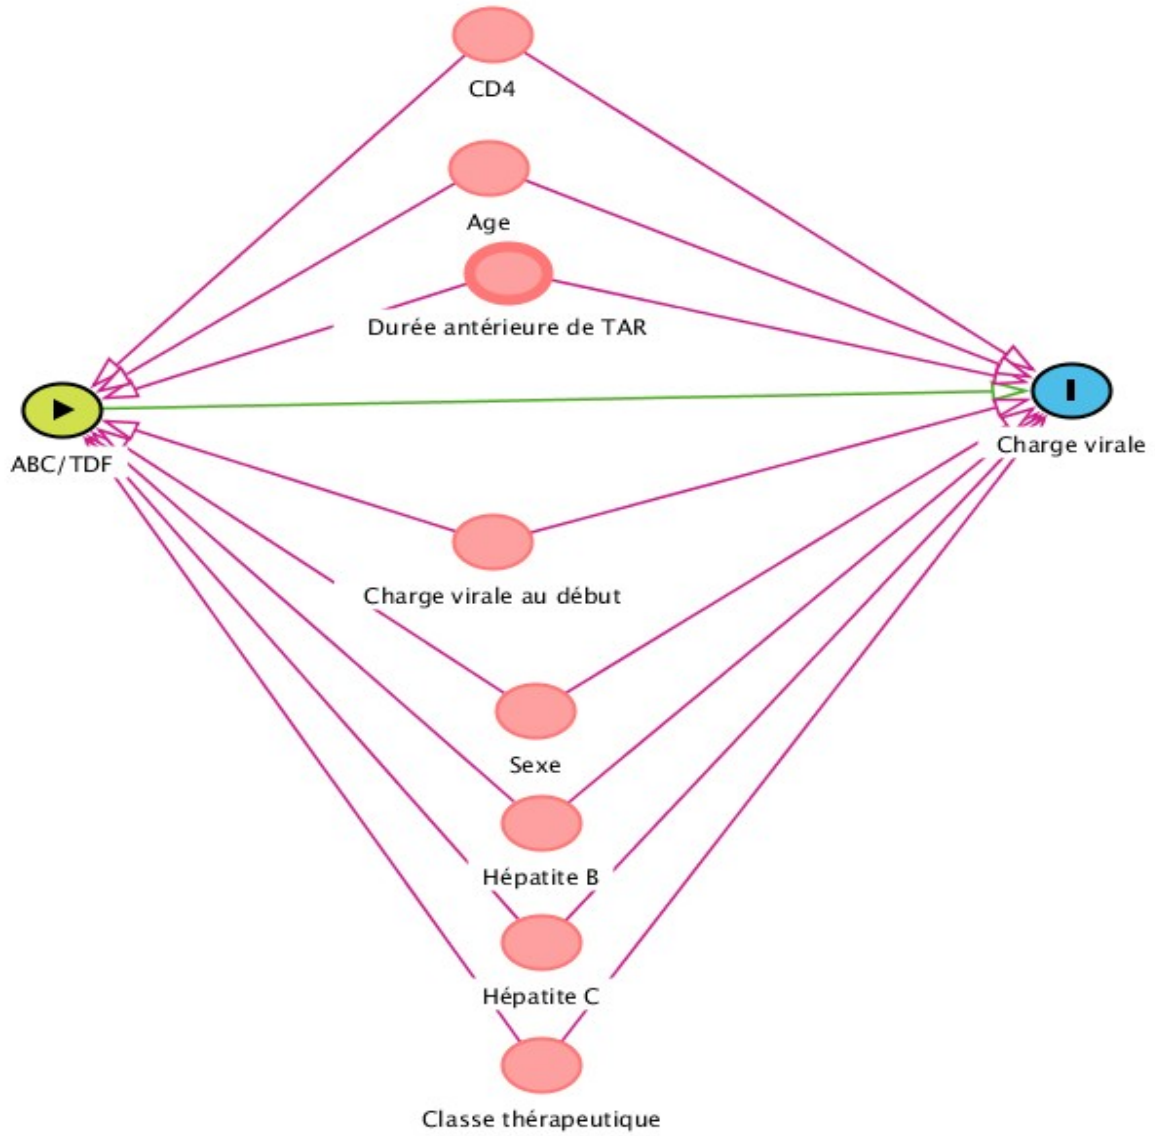 CD4
Age
Durée antérieure de TAR
ABC/TDF
Charge virale
Charge virale au début
Sexe
Hépatite B
Hépatite C
Classe thérapeutique